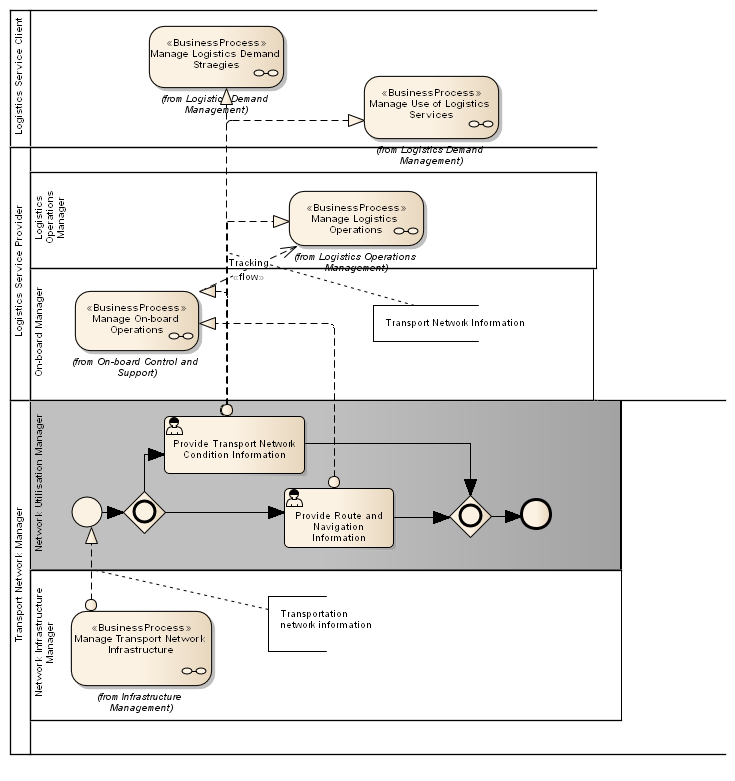 Logistics Service Client
«BusinessProcess»
Manage Logistics Demand
Straegies
(from Logistics Demand
Management)
«BusinessProcess»
Manage Use of Logistics
Services
(from Logistics Demand
Management)
Logistics Service Provider
Logistics
Operations
Manager
«BusinessProcess»
Manage Logistics
Operations
(from Logistics Operations
Management)
Tracking
«flow»
On-board Manager
«BusinessProcess»
Manage On-board
Operations
(from On-board Control and
Support)
Transport Network Information
Transport Network Manager
Network Utilisation Manager
Provide Transport Network
Condition Information
Provide Route and
Navigation
Information
Network Infrastructure
Manager
«BusinessProcess»
Manage Transport Network
Infrastructure
(from Infrastructure
Management)
Transportation
network information